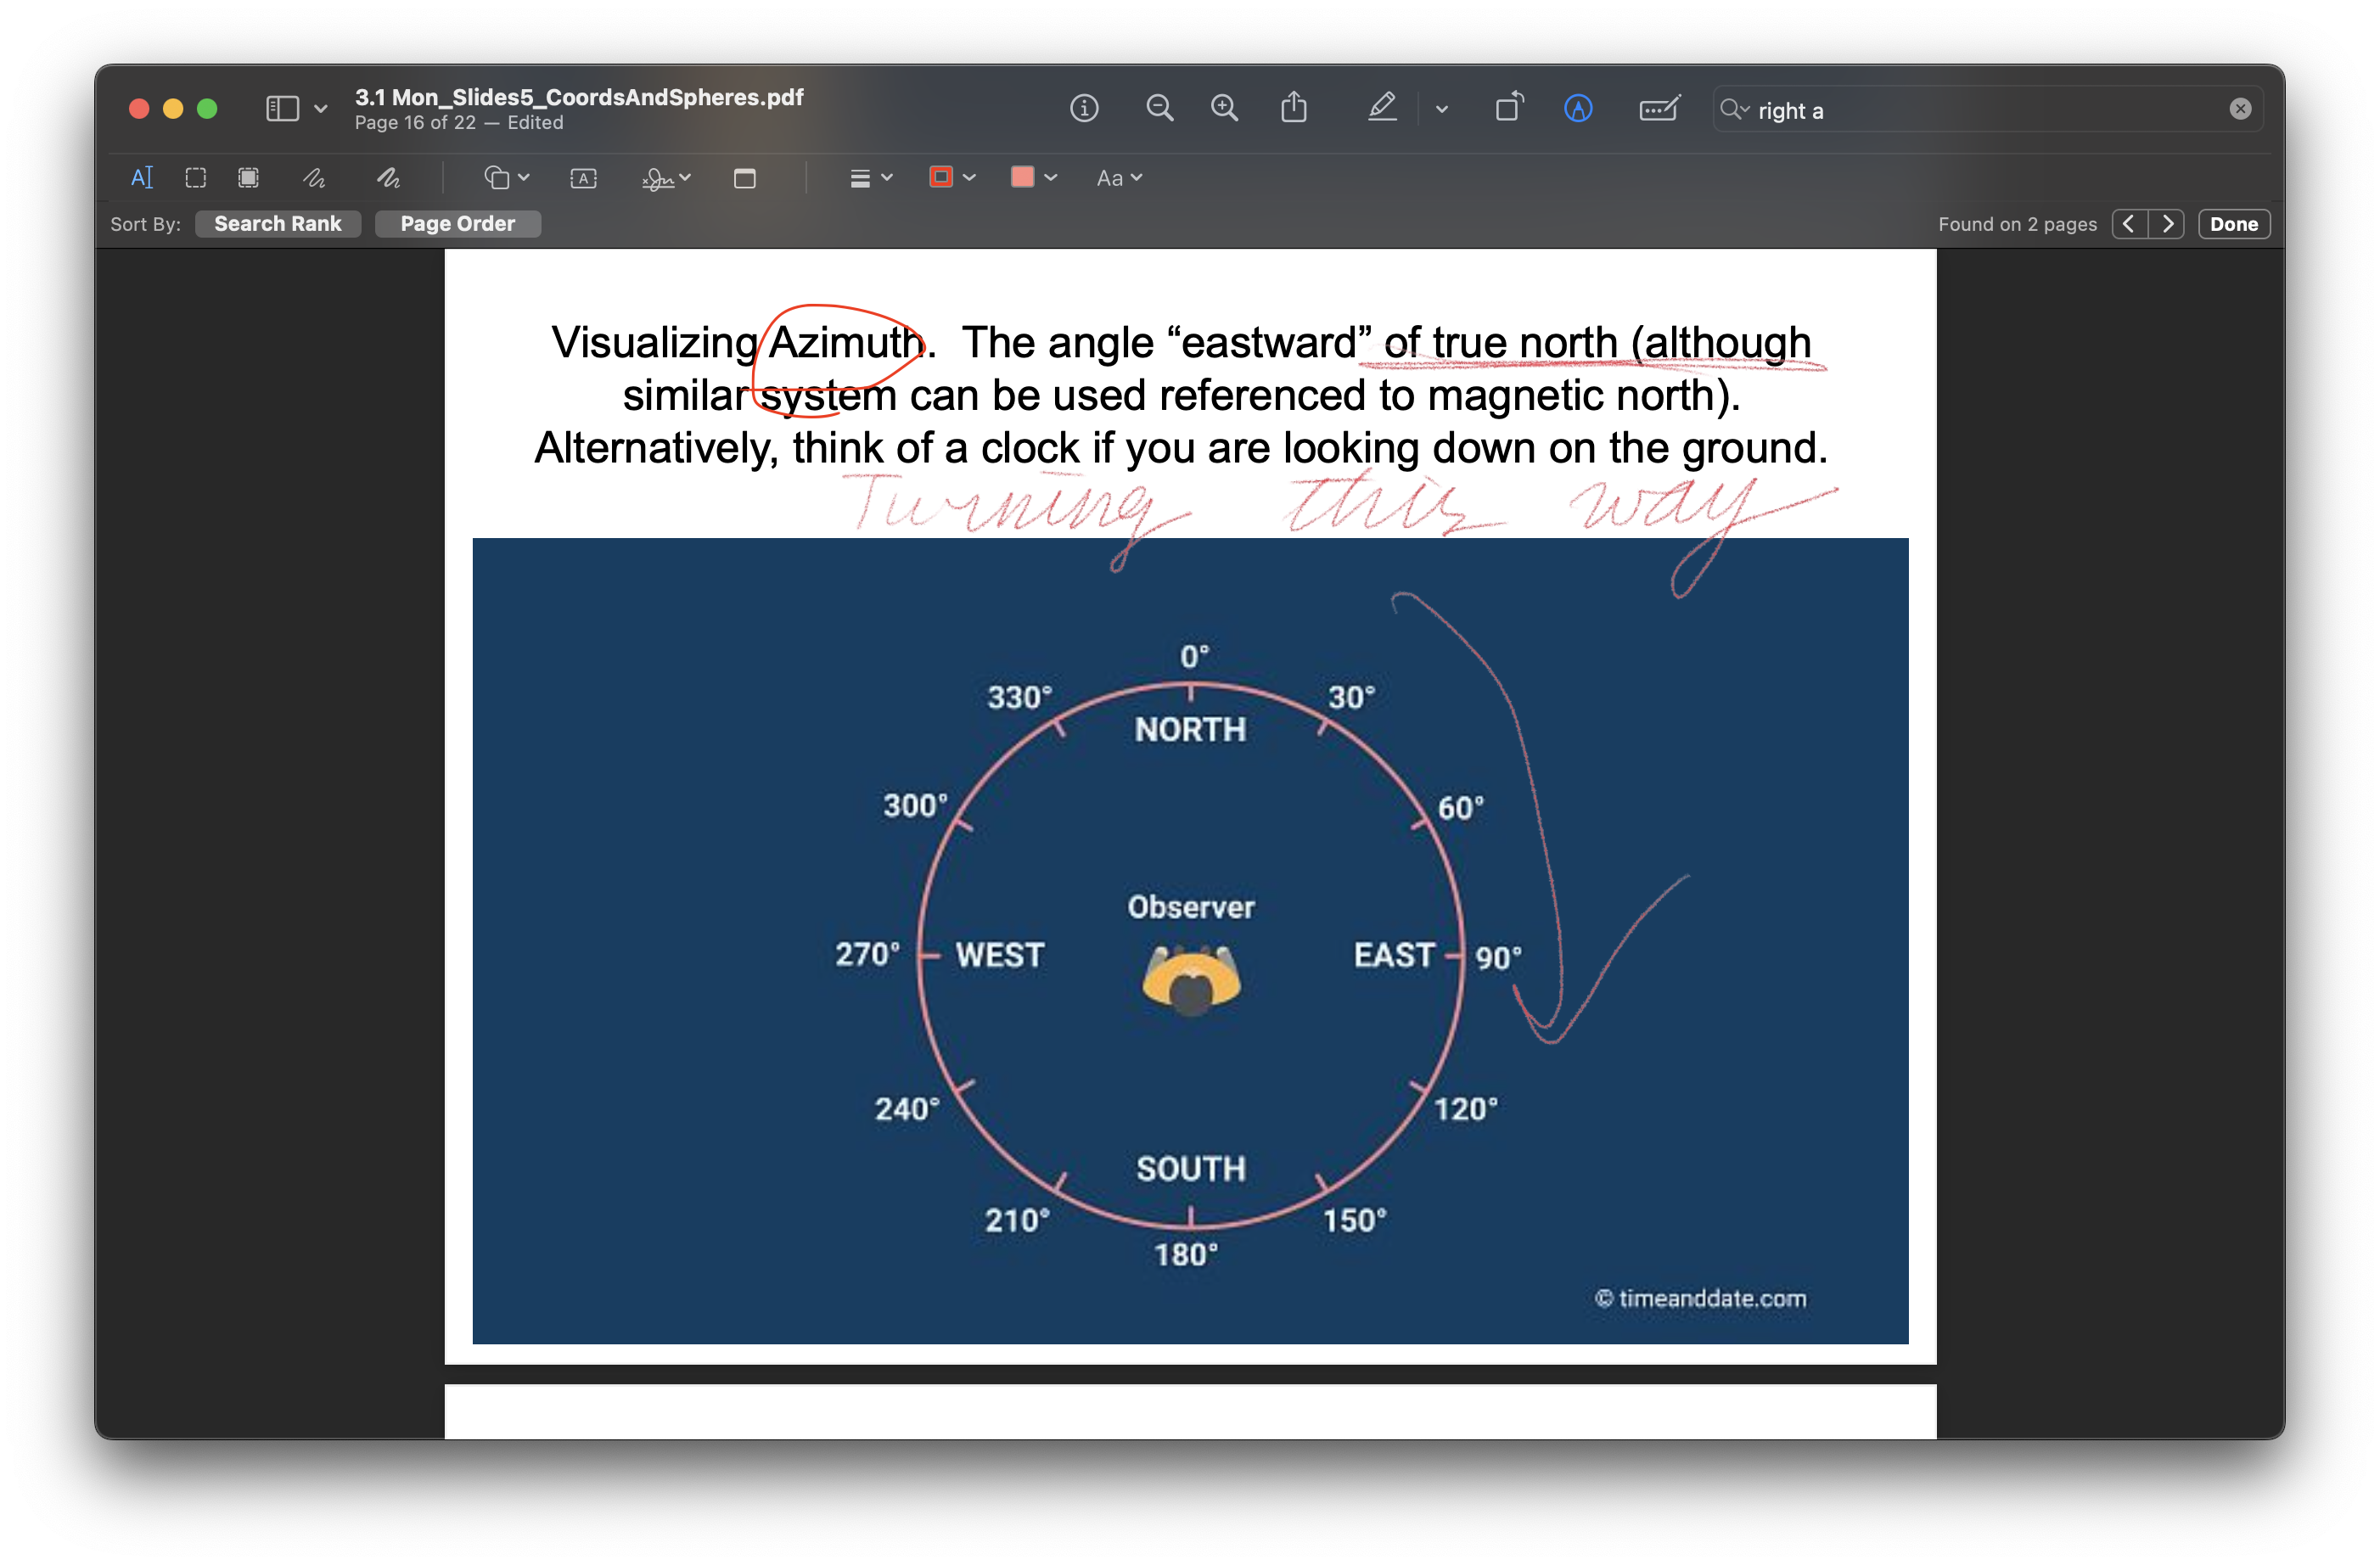 3.1 Mon_Slides5_CoordsAndSpheres.pdf
Page 16 of 22 — Edited
right a
A
Aa
Sort By: Search Rank Page Order
Found on 2 pages Done
Visualizing Azimuth. The angle “eastward” of true north (although
similar system can be used referenced to magnetic north).
Alternatively, think of a clock if you are looking down on the ground.
Turning this way
0°
330° 30°
NORTH
300° 60°
Observer
270° WEST EAST 90°
240° 120°
SOUTH
210° 150°
180°
© timeanddate.com